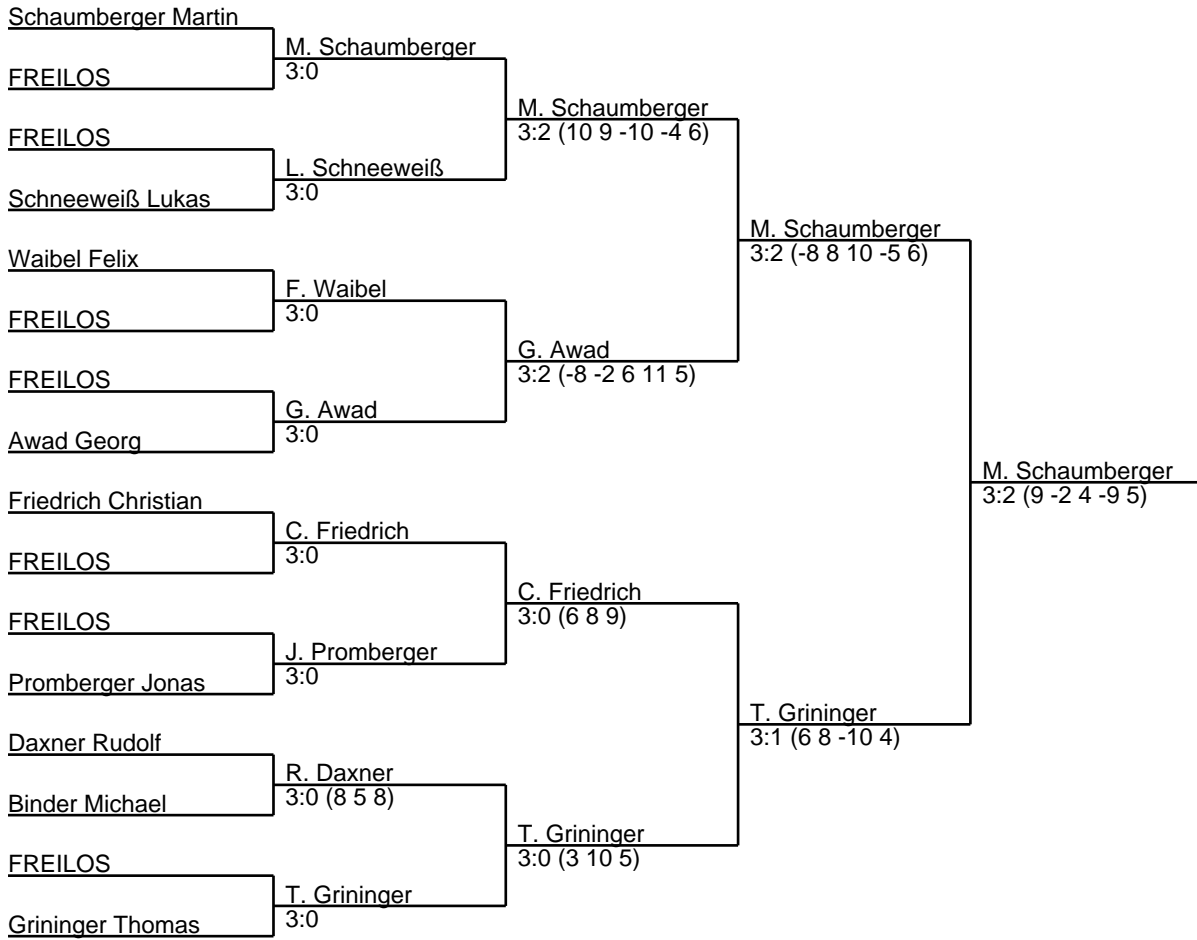 Schaumberger Martin
FREILOS
FREILOS
Schneeweiß Lukas
Waibel Felix
FREILOS
FREILOS
Awad Georg
Friedrich Christian
FREILOS
FREILOS
Promberger Jonas
Daxner Rudolf
Binder Michael
FREILOS
Grininger Thomas
M. Schaumberger
3:0
L. Schneeweiß
3:0
F. Waibel
3:0
G. Awad
3:0
C. Friedrich
3:0
J. Promberger
3:0
R. Daxner
3:0 (8 5 8)
T. Grininger
3:0
M. Schaumberger
3:2 (10 9 -10 -4 6)
G. Awad
3:2 (-8 -2 6 11 5)
C. Friedrich
3:0 (6 8 9)
T. Grininger
3:0 (3 10 5)
M. Schaumberger
3:2 (-8 8 10 -5 6)
T. Grininger
3:1 (6 8 -10 4)
M. Schaumberger
3:2 (9 -2 4 -9 5)